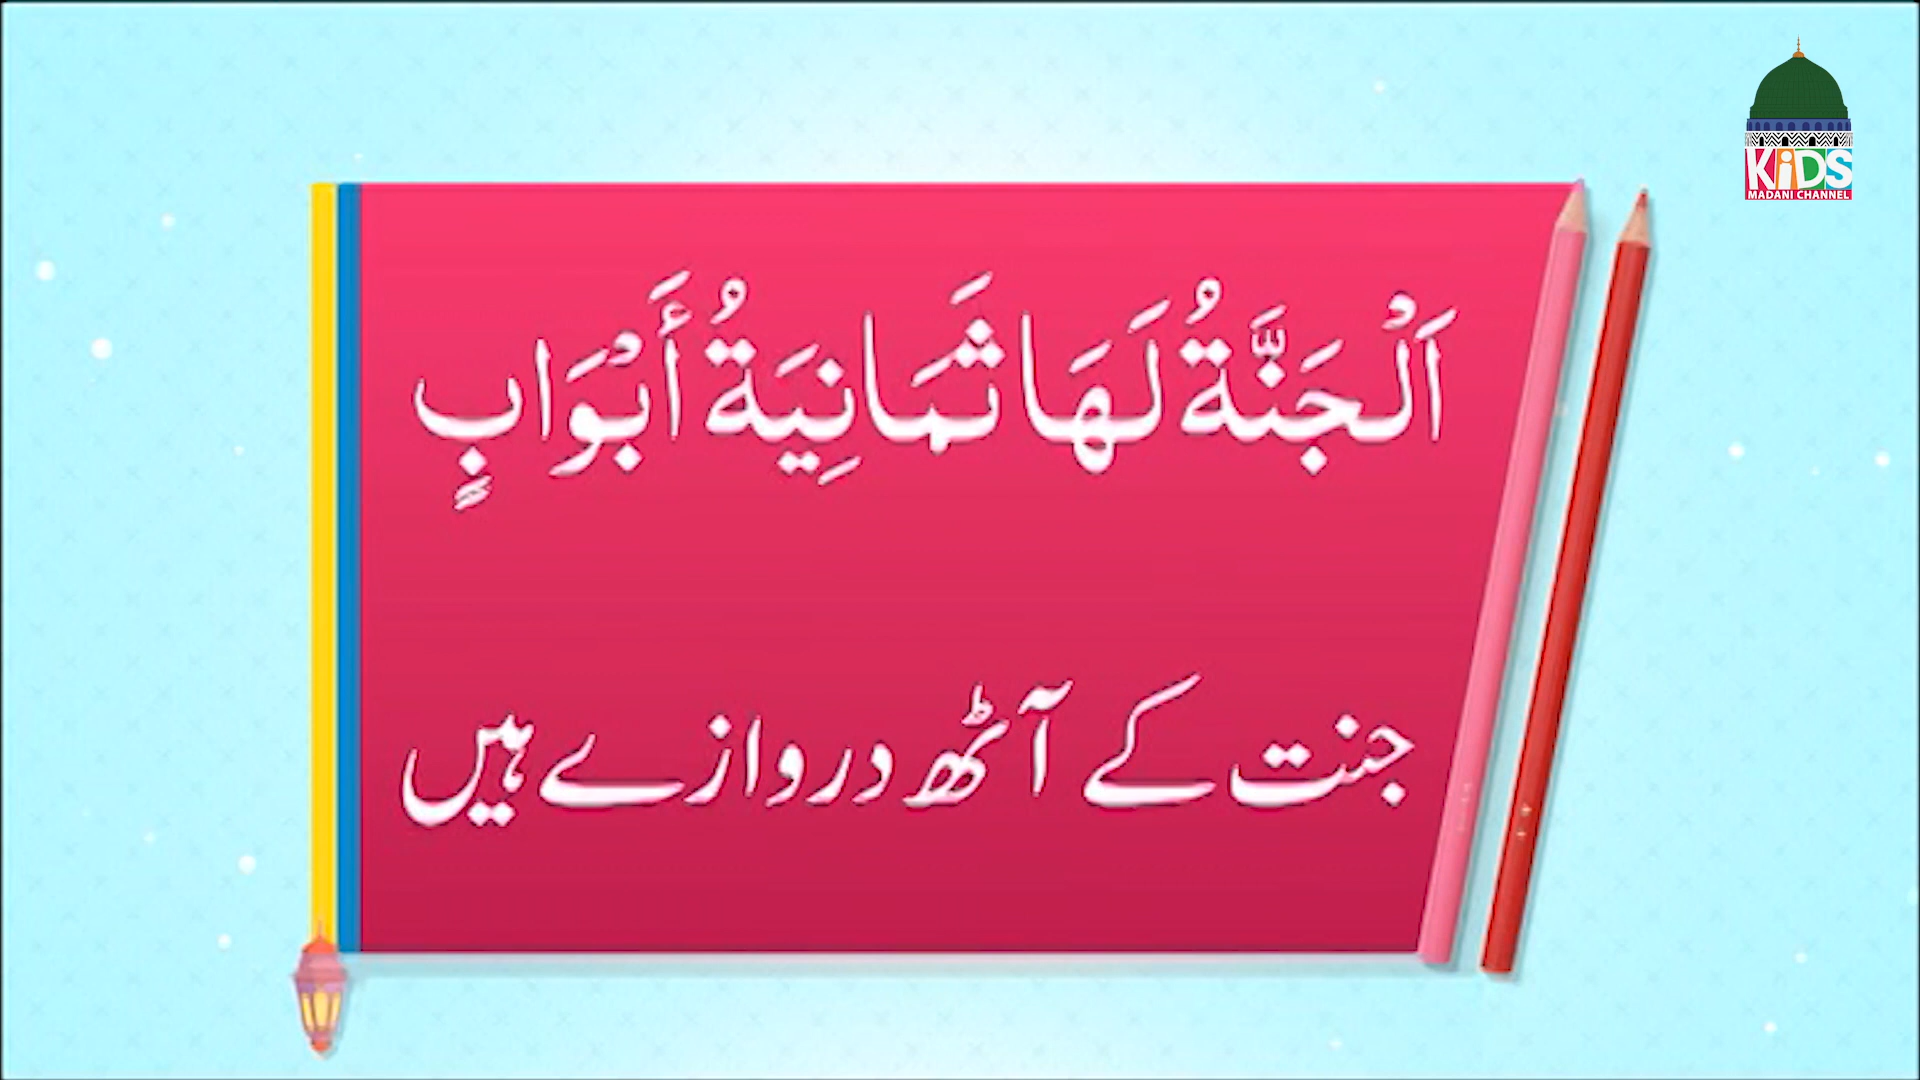 KiDS
MADANI CHANNEL
اَلْجَنَّةُ لَهَا ثَمَانِيَةُ أَبْوَابٍ
جنت کے آٹھ دروازے ہیں